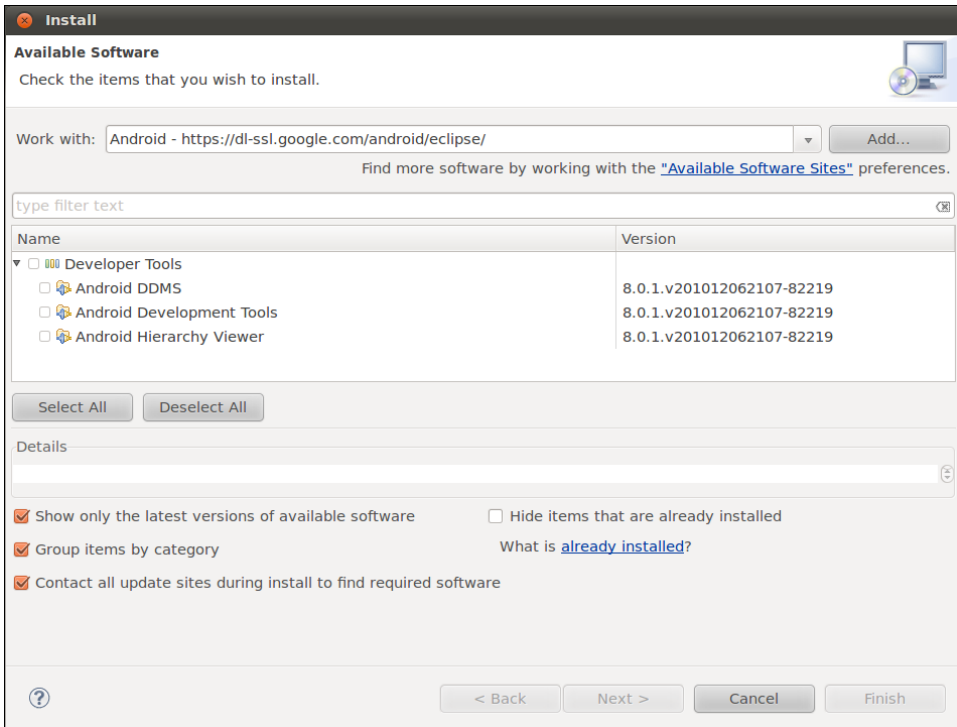 Install
Available Software
Check the items that you wish to install.
Work with: Android - https://dl-ssl.google.com/android/eclipse/ Add...
Find more software by working with the "Available Software Sites" preferences.
type filter text
Name Version
Developer Tools
Android DDMS 8.0.1.v201012062107-82219
Android Development Tools 8.0.1.v201012062107-82219
Android Hierarchy Viewer 8.0.1.v201012062107-82219
Select All Deselect All
Details
Show only the latest versions of available software Hide items that are already installed
Group items by category What is already installed?
Contact all update sites during install to find required software
? < Back Next > Cancel Finish